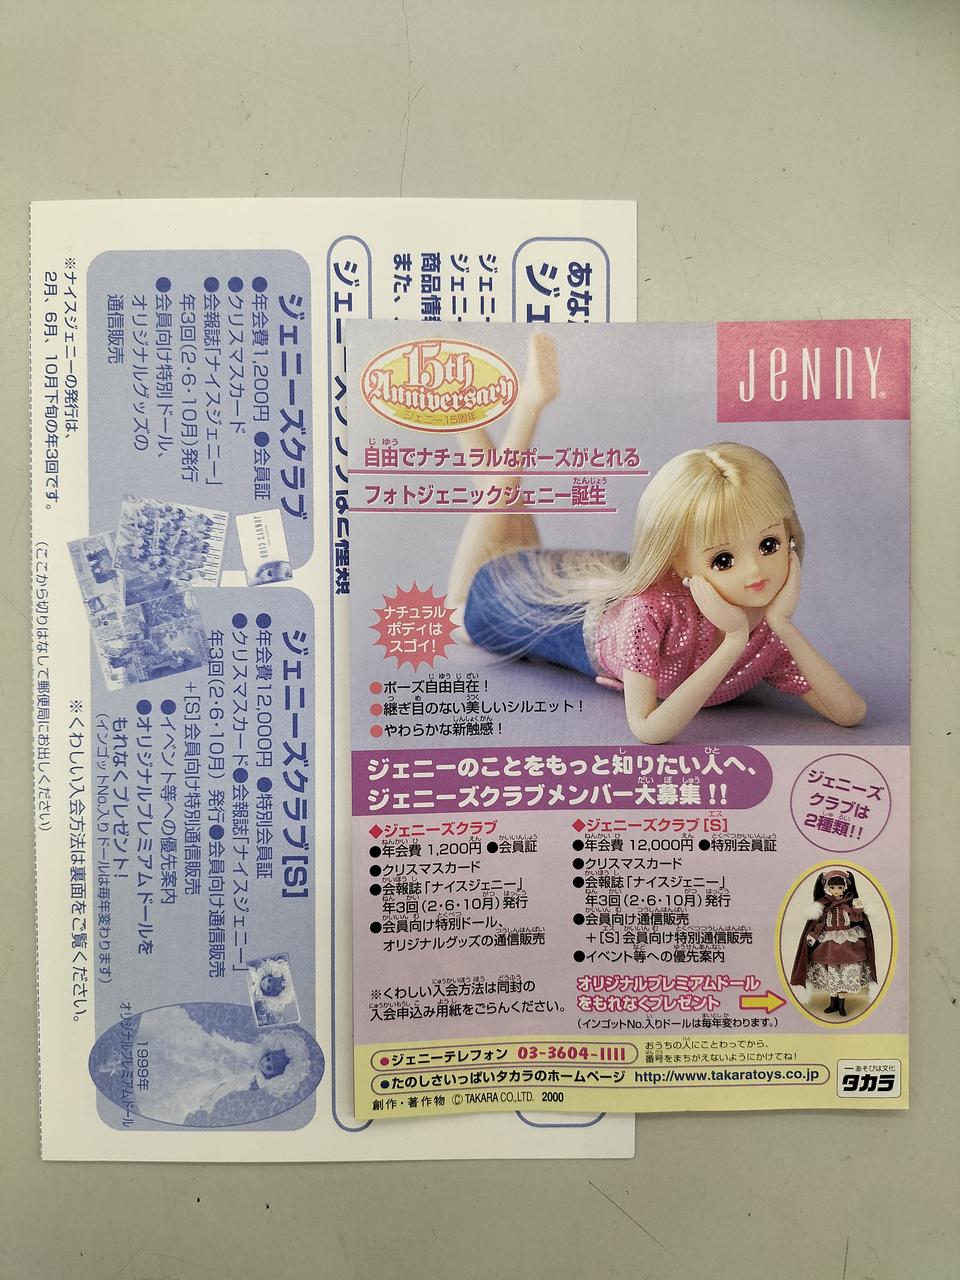 JENNY®
15th
Anniversary
ジェニー15周年
自由でナチュラルなポーズがとれる
フォトジェニックジェニー誕生
ナチュラル
ボディは
スゴイ!
●ポーズ自由自在!
●継ぎ目のない美しいシルエット!
●やわらかな新触感!
ジェニーのことをもっと知りたい人へ、
ジェニーズクラブメンバー大募集!!
ジェニーズ
クラブは
2種類!!
◆ジェニーズクラブ
●年会費 1,200円 ●会員証
●クリスマスカード
●会報誌「ナイスジェニー」
年3回(2・6・10月)発行
●会員向け特別ドール、
オリジナルグッズの通信販売
※くわしい入会方法は同封の
入会申込み用紙をごらんください。
◆ジェニーズクラブ[S]
●年会費 12,000円 ●特別会員証
●クリスマスカード
●会報誌「ナイスジェニー」
年3回(2・6・10月)発行
●会員向け通信販売
+[S]会員向け特別通信販売
●イベント等への優先案内
オリジナルプレミアムドール
をもれなくプレゼント
(インゴットNo.入りドールは毎年変わります。)
●ジェニーテレフォン 03-3604-1111
おうちの人にことわってから、
番号をまちがえないようにかけてね!
●たのしさいっぱいタカラのホームページ http://www.takaratoys.co.jp
創作・著作物 ©TAKARA CO.,LTD. 2000
あそびは文化
タカラ
あな
ジェ
ジェニー
ジェニー
商品情
また、
ジェニーズクラブは2種類
ジェニーズクラブ
●年会費1,200円 ●会員証
●クリスマスカード
●会報誌「ナイスジェニー」
年3回(2・6・10月)発行
●会員向け特別ドール、
オリジナルグッズの
通信販売
JENNY'S CLUB
ジェニーズクラブ[S]
●年会費12,000円 ●特別会員証
●クリスマスカード●会報誌「ナイスジェニー」
年3回(2・6・10月)発行●会員向け通信販売
+[S]会員向け特別通信販売
●イベント等への優先案内
●オリジナルプレミアムドールを
もれなくプレゼント!
(インゴットNo.入りドールは毎年変わります)
1999年
オリジナルプレミアムドール
※ナイスジェニーの発行は、
2月、6月、10月下旬の年3回です。
※くわしい入会方法は裏面をご覧ください。
(ここから切りはなして郵便局にお出しください)